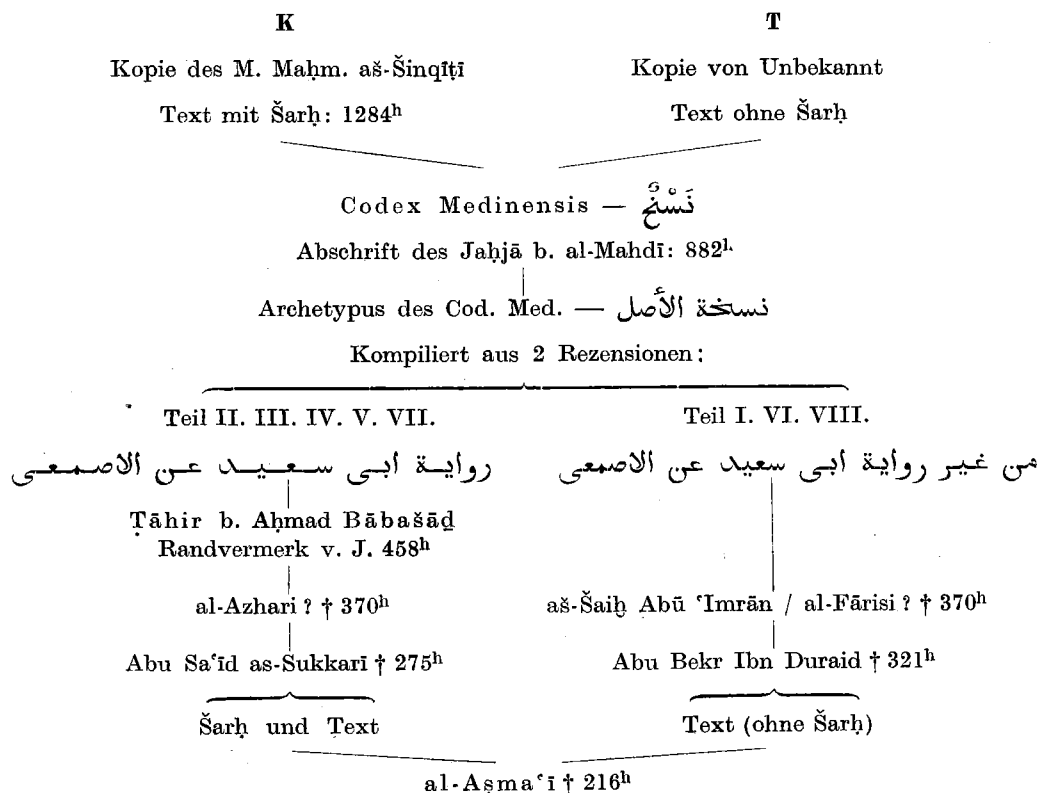 K T
Kopie des M. Maḥm. aš-Šinqīṭī Kopie von Unbekannt
Text mit Šarḥ: 1284ʰ Text ohne Šarḥ
Codex Medinensis — نَسْخٌ
Abschrift des Jaḥjā b. al-Mahdī: 882ʰ
Archetypus des Cod. Med. — نسخة الأصل
Kompiliert aus 2 Rezensionen:
Teil II. III. IV. V. VII. Teil I. VI. VIII.
رواية ابى سعيد عن الاصمعى من غير رواية ابى سعيد عن الاصمعى
Ṭāhir b. Aḥmad Bābašāḏ
Randvermerk v. J. 458ʰ
al-Azhari ? † 370ʰ aš-Šaiḫ Abū ʿImrān / al-Fārisi ? † 370ʰ
Abu Saʿīd as-Sukkarī † 275ʰ Abu Bekr Ibn Duraid † 321ʰ
Šarḥ und Text Text (ohne Šarḥ)
al-Aṣmaʿī † 216ʰ